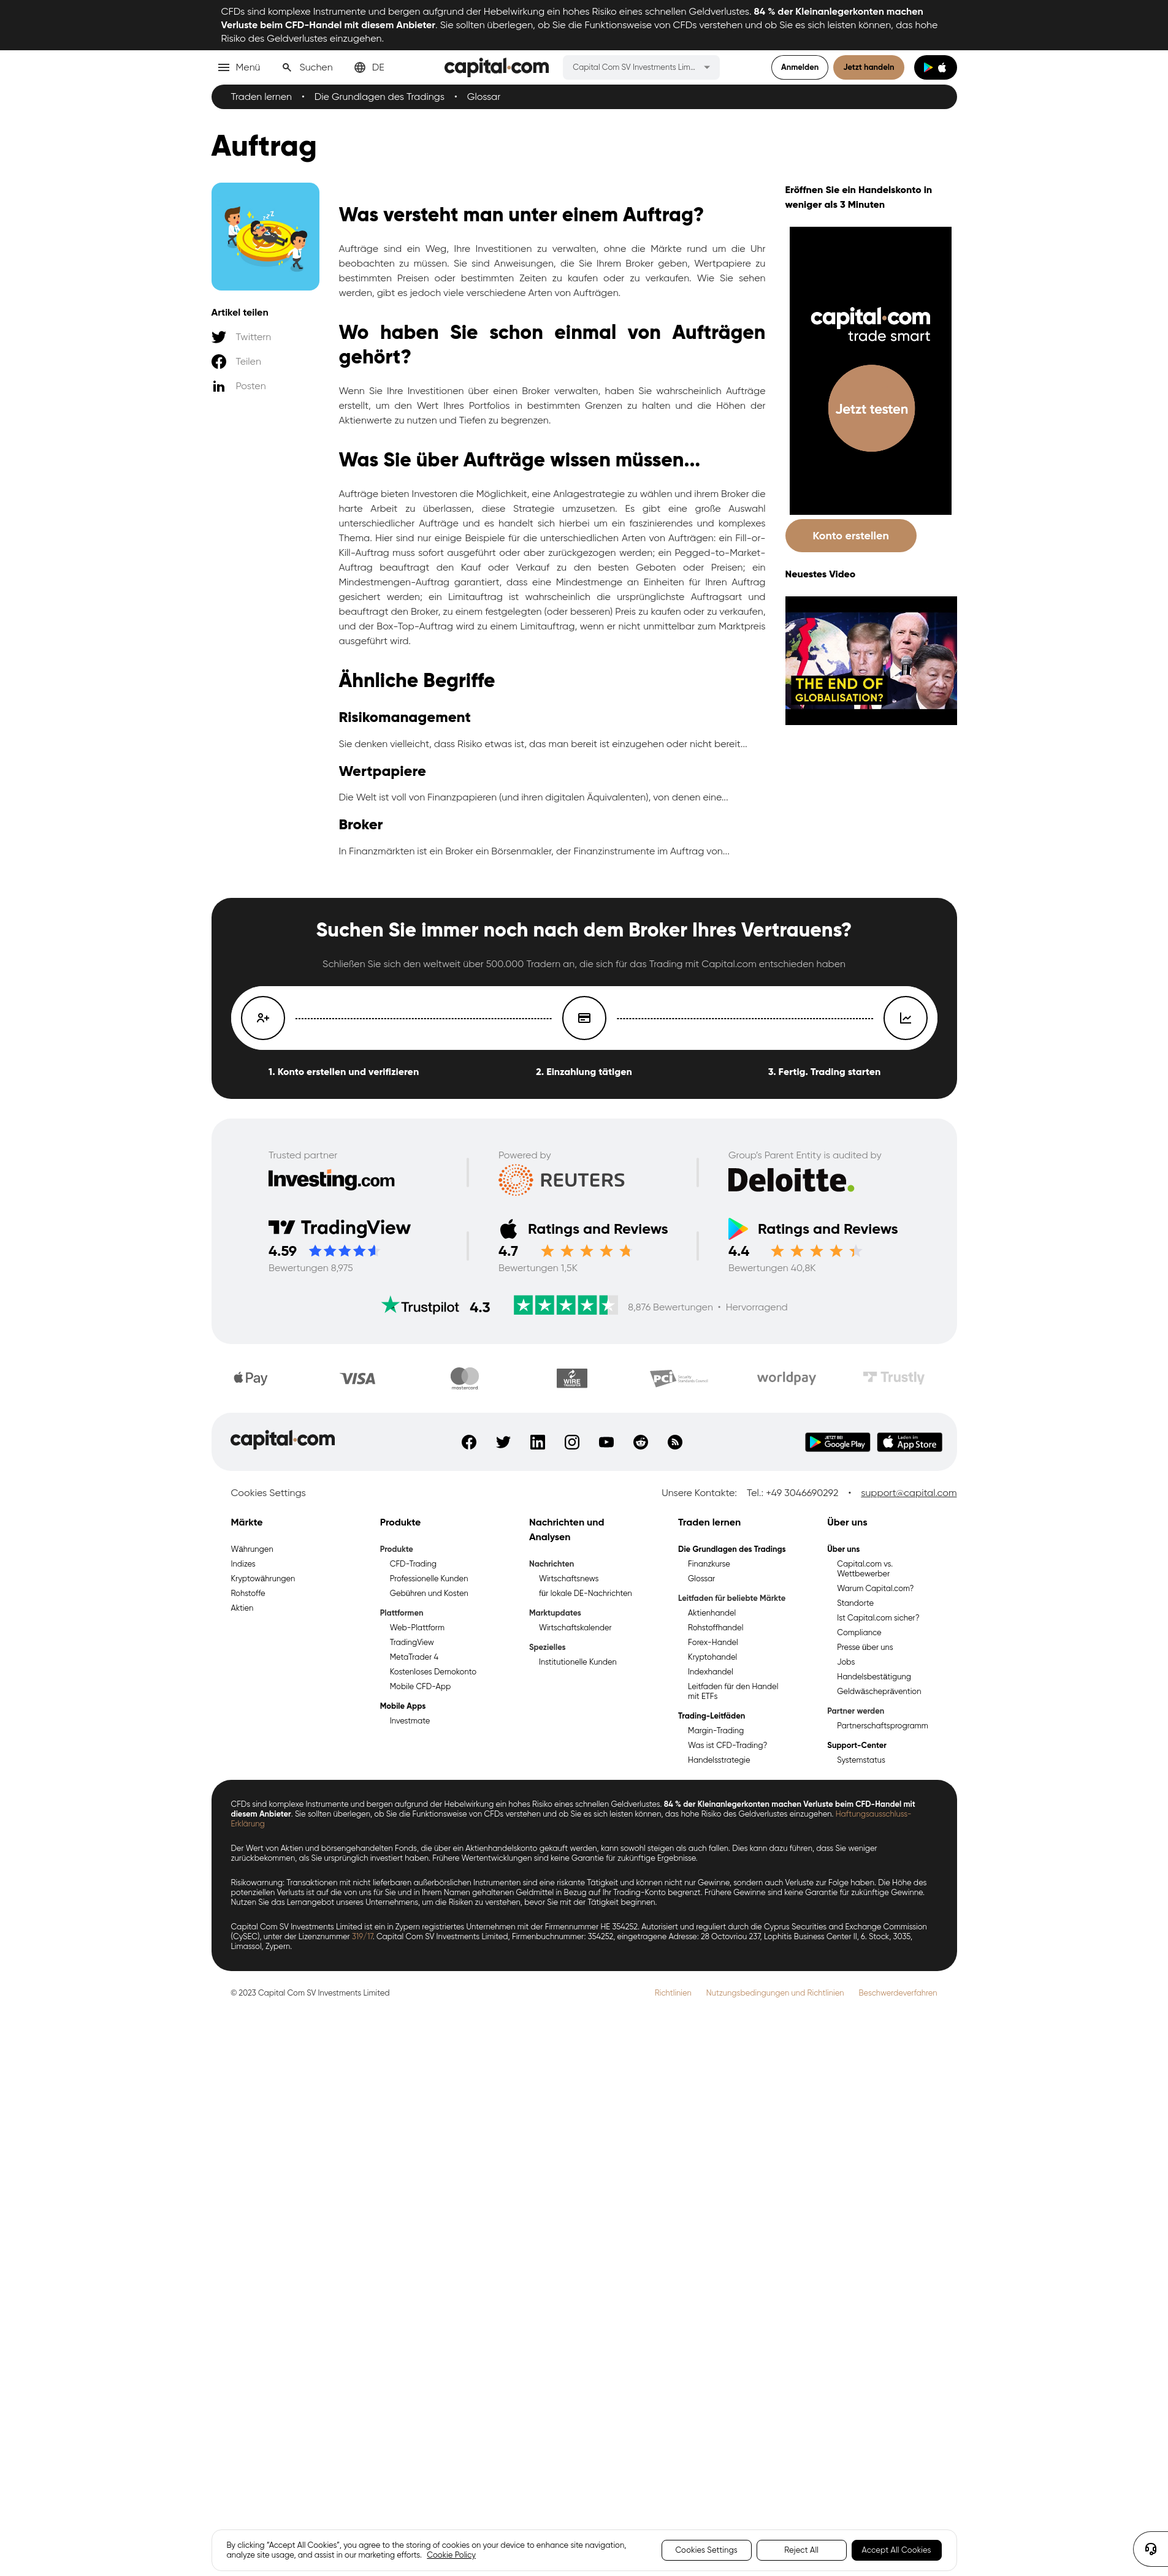 CFDs sind komplexe Instrumente und bergen aufgrund der Hebelwirkung ein hohes Risiko eines schnellen Geldverlustes. 84 % der Kleinanlegerkonten machen
Verluste beim CFD-Handel mit diesem Anbieter. Sie sollten überlegen, ob Sie die Funktionsweise von CFDs verstehen und ob Sie es sich leisten können, das hohe
Risiko des Geldverlustes einzugehen.
Menü
Suchen
DE
capital.com
Capital Com SV Investments Lim...
Anmelden
Jetzt handeln
Traden lernen • Die Grundlagen des Tradings • Glossar
Auftrag
Artikel teilen
Twittern
Teilen
Posten
Was versteht man unter einem Auftrag?
Aufträge sind ein Weg, Ihre Investitionen zu verwalten, ohne die Märkte rund um die Uhr
beobachten zu müssen. Sie sind Anweisungen, die Sie Ihrem Broker geben, Wertpapiere zu
bestimmten Preisen oder bestimmten Zeiten zu kaufen oder zu verkaufen. Wie Sie sehen
werden, gibt es jedoch viele verschiedene Arten von Aufträgen.
Wo haben Sie schon einmal von Aufträgen
gehört?
Wenn Sie Ihre Investitionen über einen Broker verwalten, haben Sie wahrscheinlich Aufträge
erstellt, um den Wert Ihres Portfolios in bestimmten Grenzen zu halten und die Höhen der
Aktienwerte zu nutzen und Tiefen zu begrenzen.
Was Sie über Aufträge wissen müssen...
Aufträge bieten Investoren die Möglichkeit, eine Anlagestrategie zu wählen und ihrem Broker die
harte Arbeit zu überlassen, diese Strategie umzusetzen. Es gibt eine große Auswahl
unterschiedlicher Aufträge und es handelt sich hierbei um ein faszinierendes und komplexes
Thema. Hier sind nur einige Beispiele für die unterschiedlichen Arten von Aufträgen: ein Fill-or-
Kill-Auftrag muss sofort ausgeführt oder aber zurückgezogen werden; ein Pegged-to-Market-
Auftrag beauftragt den Kauf oder Verkauf zu den besten Geboten oder Preisen; ein
Mindestmengen-Auftrag garantiert, dass eine Mindestmenge an Einheiten für Ihren Auftrag
gesichert werden; ein Limitauftrag ist wahrscheinlich die ursprünglichste Auftragsart und
beauftragt den Broker, zu einem festgelegten (oder besseren) Preis zu kaufen oder zu verkaufen,
und der Box-Top-Auftrag wird zu einem Limitauftrag, wenn er nicht unmittelbar zum Marktpreis
ausgeführt wird.
Ähnliche Begriffe
Risikomanagement
Sie denken vielleicht, dass Risiko etwas ist, das man bereit ist einzugehen oder nicht bereit...
Wertpapiere
Die Welt ist voll von Finanzpapieren (und ihren digitalen Äquivalenten), von denen eine...
Broker
In Finanzmärkten ist ein Broker ein Börsenmakler, der Finanzinstrumente im Auftrag von...
Eröffnen Sie ein Handelskonto in
weniger als 3 Minuten
capital.com
trade smart
Jetzt testen
Konto erstellen
Neuestes Video
THE END OF
GLOBALISATION?
Suchen Sie immer noch nach dem Broker Ihres Vertrauens?
Schließen Sie sich den weltweit über 500.000 Tradern an, die sich für das Trading mit Capital.com entschieden haben
1. Konto erstellen und verifizieren
2. Einzahlung tätigen
3. Fertig. Trading starten
Trusted partner
Investing.com
Powered by
REUTERS
Group's Parent Entity is audited by
Deloitte.
TradingView
4.59
Bewertungen 8,975
Ratings and Reviews
4.7
Bewertungen 1,5K
Ratings and Reviews
4.4
Bewertungen 40,8K
Trustpilot 4.3
8,876 Bewertungen • Hervorragend
Pay
VISA
mastercard
WIRE
TRANSFER
PCI
worldpay
Trustly
capital.com
JETZT BEI
Google Play
Laden im
App Store
Cookies Settings
Unsere Kontakte: Tel.: +49 3046690292 • support@capital.com
Märkte
Währungen
Indizes
Kryptowährungen
Rohstoffe
Aktien
Produkte
Produkte
CFD-Trading
Professionelle Kunden
Gebühren und Kosten
Plattformen
Web-Plattform
TradingView
MetaTrader 4
Kostenloses Demokonto
Mobile CFD-App
Mobile Apps
Investmate
Nachrichten und
Analysen
Nachrichten
Wirtschaftsnews
für lokale DE-Nachrichten
Marktupdates
Wirtschaftskalender
Spezielles
Institutionelle Kunden
Traden lernen
Die Grundlagen des Tradings
Finanzkurse
Glossar
Leitfaden für beliebte Märkte
Aktienhandel
Rohstoffhandel
Forex-Handel
Kryptohandel
Indexhandel
Leitfaden für den Handel
mit ETFs
Trading-Leitfäden
Margin-Trading
Was ist CFD-Trading?
Handelsstrategie
Über uns
Über uns
Capital.com vs.
Wettbewerber
Warum Capital.com?
Standorte
Ist Capital.com sicher?
Compliance
Presse über uns
Jobs
Handelsbestätigung
Geldwäscheprävention
Partner werden
Partnerschaftsprogramm
Support-Center
Systemstatus
CFDs sind komplexe Instrumente und bergen aufgrund der Hebelwirkung ein hohes Risiko eines schnellen Geldverlustes. 84 % der Kleinanlegerkonten machen Verluste beim CFD-Handel mit
diesem Anbieter. Sie sollten überlegen, ob Sie die Funktionsweise von CFDs verstehen und ob Sie es sich leisten können, das hohe Risiko des Geldverlustes einzugehen. Haftungsausschluss-
Erklärung
Der Wert von Aktien und börsengehandelten Fonds, die über ein Aktienhandelskonto gekauft werden, kann sowohl steigen als auch fallen. Dies kann dazu führen, dass Sie weniger
zurückbekommen, als Sie ursprünglich investiert haben. Frühere Wertentwicklungen sind keine Garantie für zukünftige Ergebnisse.
Risikowarnung: Transaktionen mit nicht lieferbaren außerbörslichen Instrumenten sind eine riskante Tätigkeit und können nicht nur Gewinne, sondern auch Verluste zur Folge haben. Die Höhe des
potenziellen Verlusts ist auf die von uns für Sie und in Ihrem Namen gehaltenen Geldmittel in Bezug auf Ihr Trading-Konto begrenzt. Frühere Gewinne sind keine Garantie für zukünftige Gewinne.
Nutzen Sie das Lernangebot unseres Unternehmens, um die Risiken zu verstehen, bevor Sie mit der Tätigkeit beginnen.
Capital Com SV Investments Limited ist ein in Zypern registriertes Unternehmen mit der Firmennummer HE 354252. Autorisiert und reguliert durch die Cyprus Securities and Exchange Commission
(CySEC), unter der Lizenznummer 319/17. Capital Com SV Investments Limited, Firmenbuchnummer: 354252, eingetragene Adresse: 28 Octovriou 237, Lophitis Business Center II, 6. Stock, 3035,
Limassol, Zypern.
© 2023 Capital Com SV Investments Limited
Richtlinien Nutzungsbedingungen und Richtlinien Beschwerdeverfahren
By clicking "Accept All Cookies", you agree to the storing of cookies on your device to enhance site navigation,
analyze site usage, and assist in our marketing efforts. Cookie Policy
Cookies Settings
Reject All
Accept All Cookies